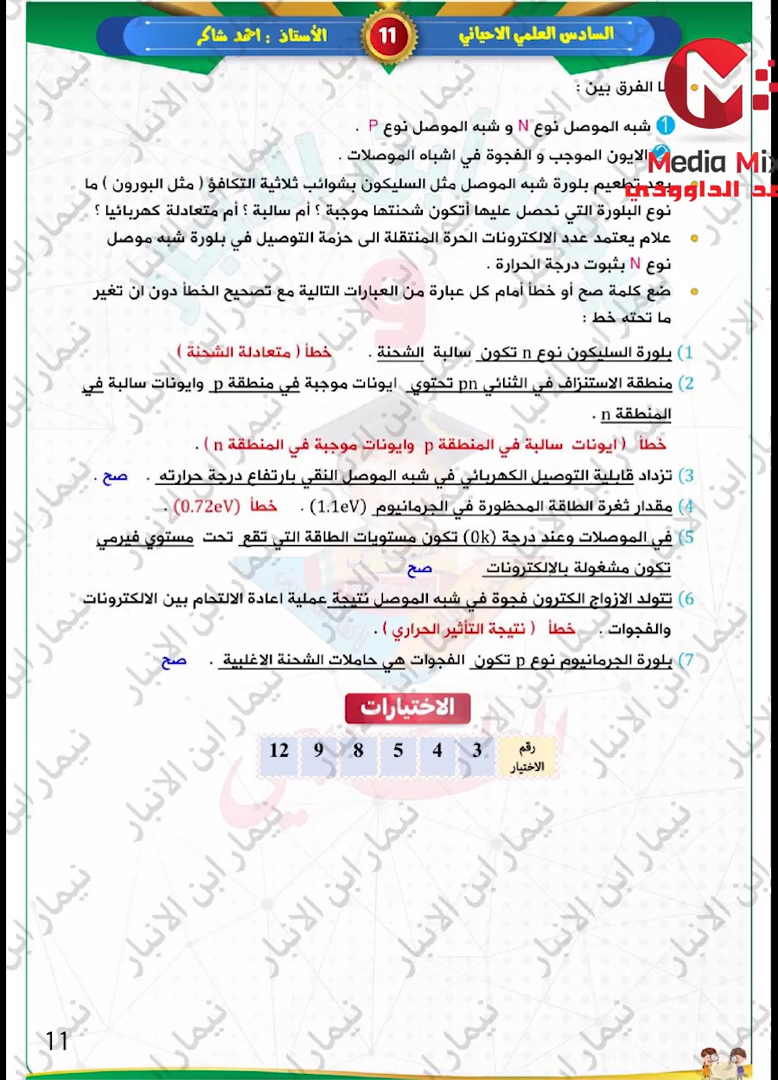 السادس العلمي الاحيائي
11
الأستاذ : احمد شاكر
Media Mix
ا الفرق بين :
1 شبه الموصل نوع N و شبه الموصل نوع P .
2 الايون الموجب و الفجوة في اشباه الموصلات .
بعد تطعيم بلورة شبه الموصل مثل السليكون بشوائب ثلاثية التكافؤ ( مثل البورون ) ما
نوع البلورة التي نحصل عليها أتكون شحنتها موجبة ؟ أم سالبة ؟ أم متعادلة كهربائيا ؟
• علام يعتمد عدد الالكترونات الحرة المنتقلة الى حزمة التوصيل في بلورة شبه موصل
نوع N بثبوت درجة الحرارة .
• ضع كلمة صح أو خطأ أمام كل عبارة من العبارات التالية مع تصحيح الخطأ دون ان تغير
ما تحته خط :
1) بلورة السليكون نوع n تكون سالبة الشحنة . خطأ ( متعادلة الشحنة )
2) منطقة الاستنزاف في الثنائي pn تحتوي ايونات موجبة في منطقة p وايونات سالبة في
المنطقة n .
خطأ ( ايونات سالبة في المنطقة p وايونات موجبة في المنطقة n ) .
3) تزداد قابلية التوصيل الكهربائي في شبه الموصل النقي بارتفاع درجة حرارته . صح .
4) مقدار ثغرة الطاقة المحظورة في الجرمانيوم (1.1eV) . خطأ (0.72eV) .
5) في الموصلات وعند درجة (0k) تكون مستويات الطاقة التي تقع تحت مستوي فيرمي
تكون مشغولة بالإلكترونات صح
6) تتولد الازواج الكترون فجوة في شبه الموصل نتيجة عملية اعادة الالتحام بين الالكترونات
والفجوات . خطأ ( نتيجة التأثير الحراري ) .
7) بلورة الجرمانيوم نوع p تكون الفجوات هي حاملات الشحنة الاغلبية . صح
الاختيارات
رقم الاختيار 3 4 5 8 9 12
نيمار ابن الانبار
11